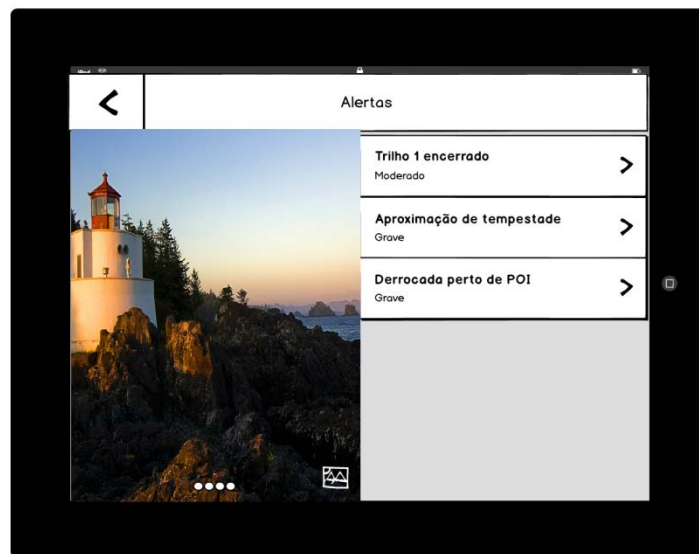 Alertas
Trilho 1 encerrado
Moderado
Aproximação de tempestade
Grave
Derrocada perto de POI
Grave